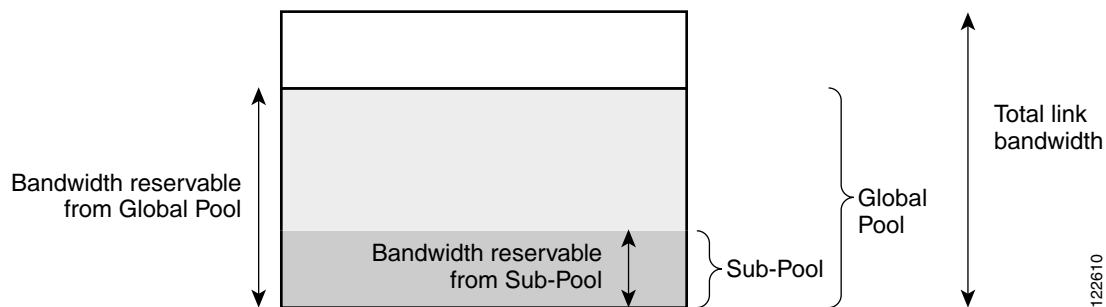 Total link
bandwidth
Bandwidth reservable
from Global Pool
Global
Pool
Bandwidth reservable
from Sub-Pool
Sub-Pool
122610